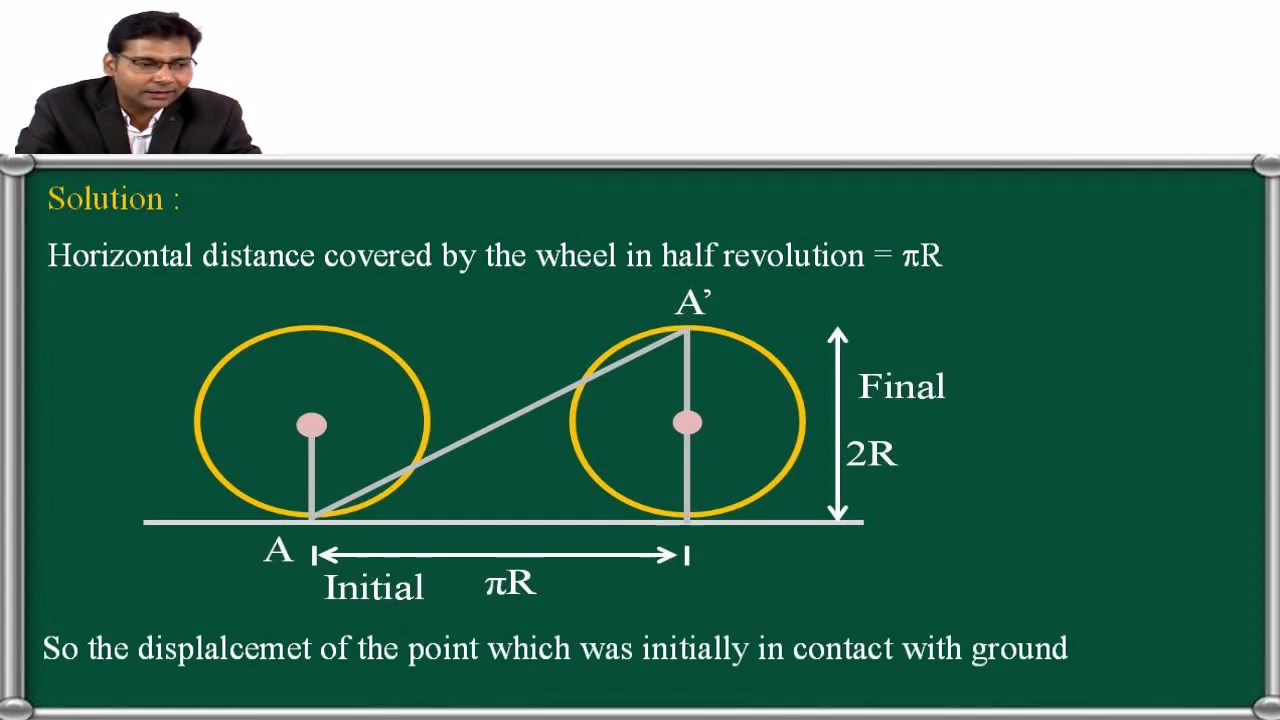 Solution :
Horizontal distance covered by the wheel in half revolution = πR
A’
Final
2R
A
Initial
πR
So the displalcemet of the point which was initially in contact with ground